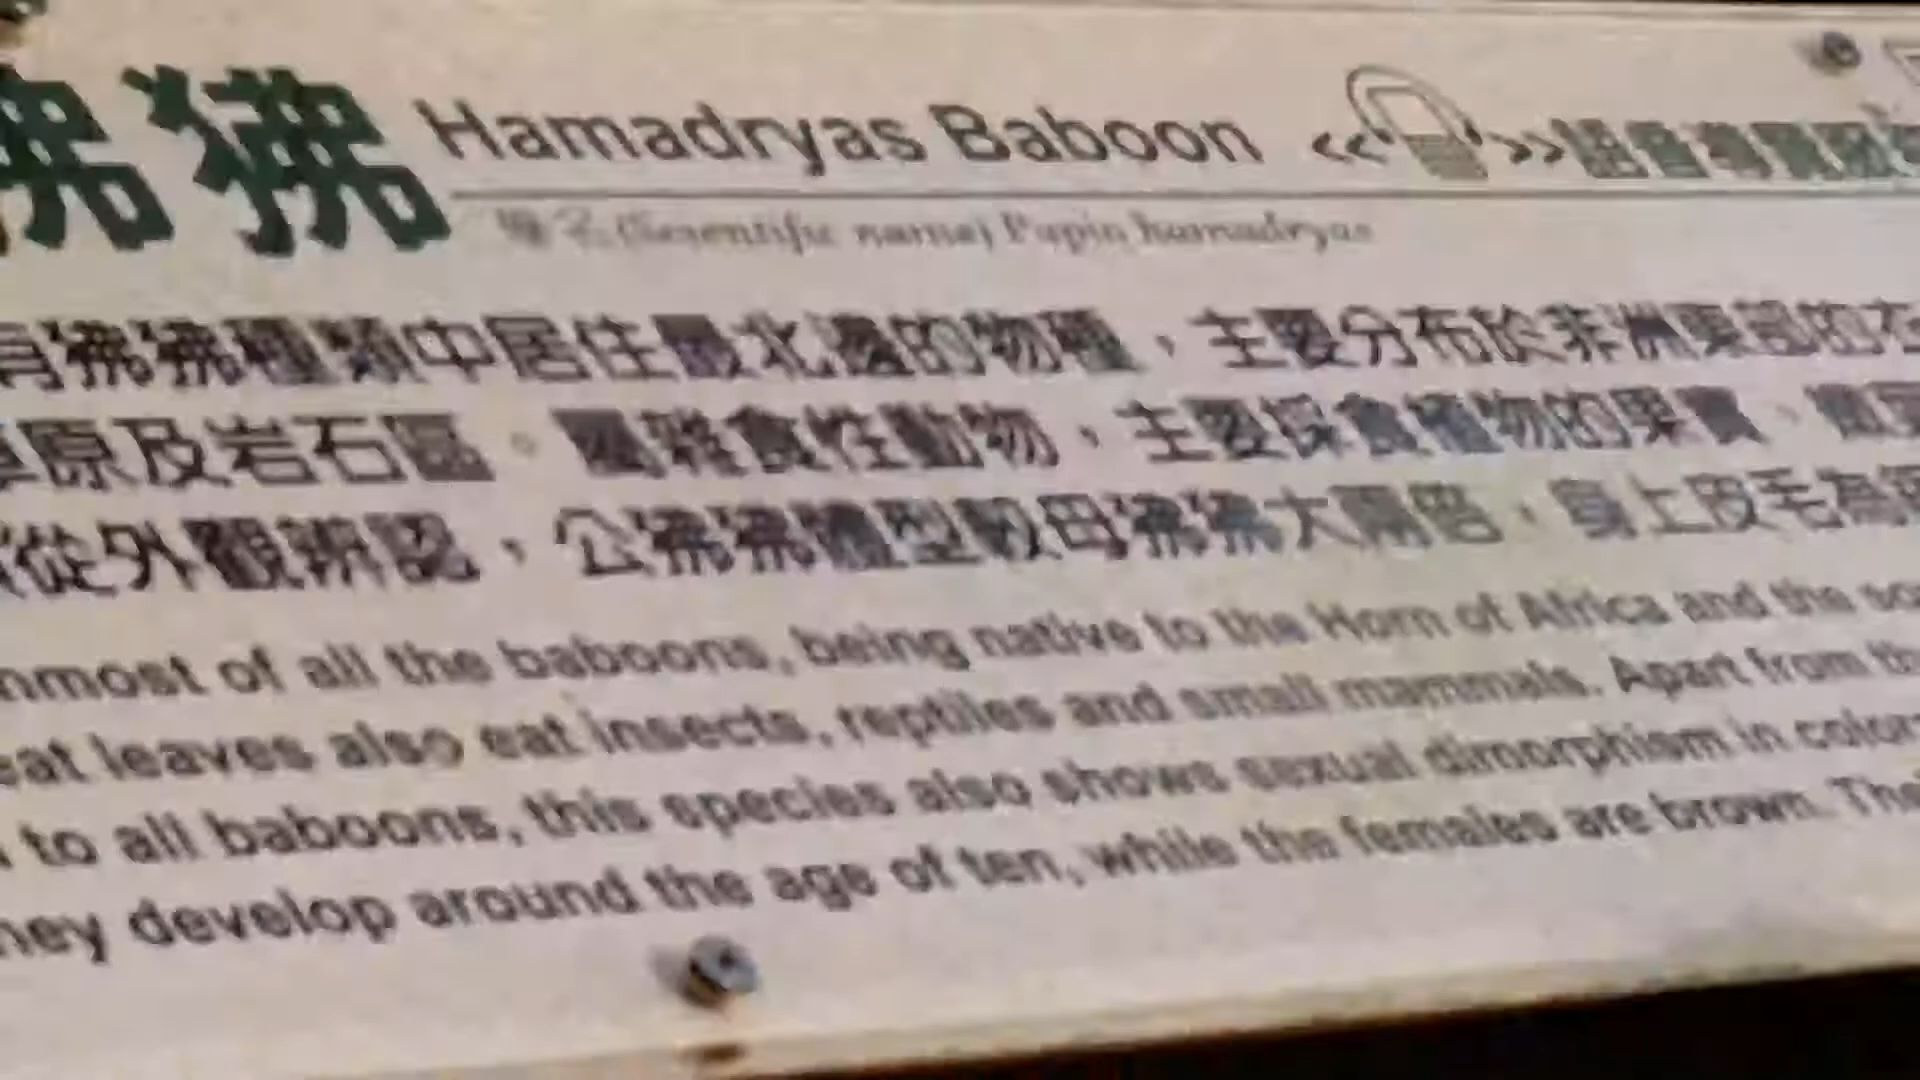 狒狒 Hamadryas Baboon 語音導覽
學名 (Scientific name) Papio hamadryas
有狒狒種類中居住最北邊的物種，主要分布於非洲東部的
草原及岩石區。屬雜食性動物，主要採食植物的果實、
從外觀辨認，公狒狒體型較母狒狒大兩倍，身上皮毛為
nmost of all the baboons, being native to the Horn of Africa and the
eat leaves also eat insects, reptiles and small mammals. Apart from
to all baboons, this species also shows sexual dimorphism in
hey develop around the age of ten, while the females are brown.